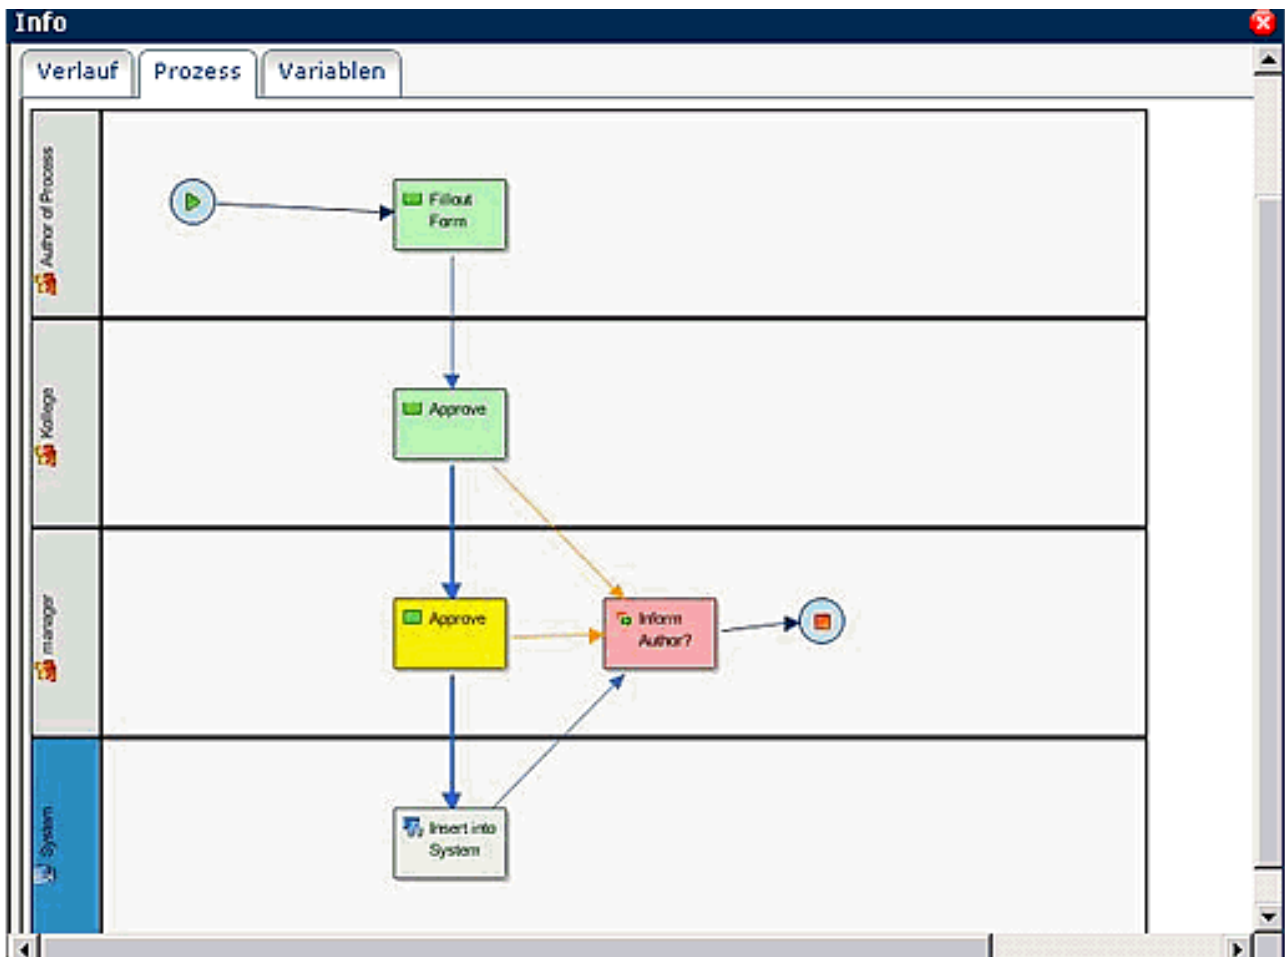 Info
Verlauf
Prozess
Variablen
Author of Process
Fillout
Form
Kollege
Approve
manager
Approve
Inform
Author?
System
Insert into
System